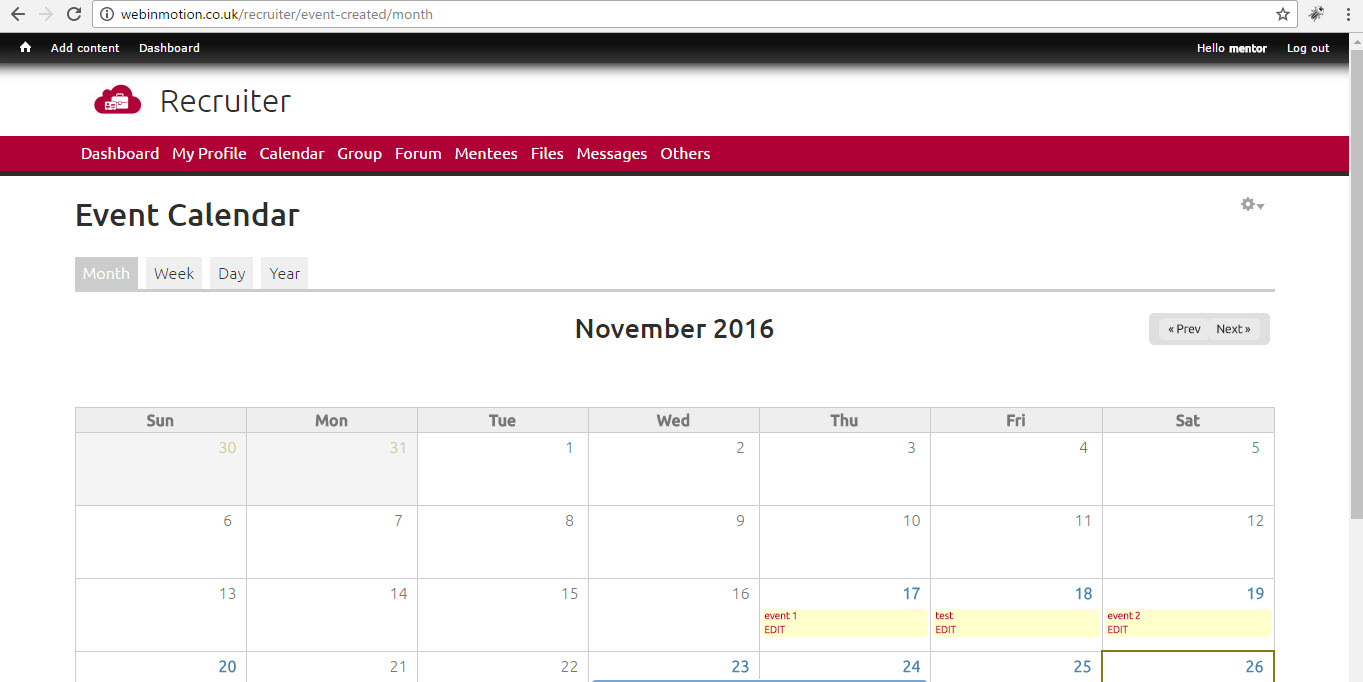 webinmotion.co.uk/recruiter/event-created/month
Add content Dashboard Hello mentor Log out
Recruiter
Dashboard My Profile Calendar Group Forum Mentees Files Messages Others
Event Calendar
Month Week Day Year
November 2016
« Prev Next »
Sun Mon Tue Wed Thu Fri Sat
30 31 1 2 3 4 5
6 7 8 9 10 11 12
13 14 15 16 17 18 19
event 1 test event 2
EDIT EDIT EDIT
20 21 22 23 24 25 26